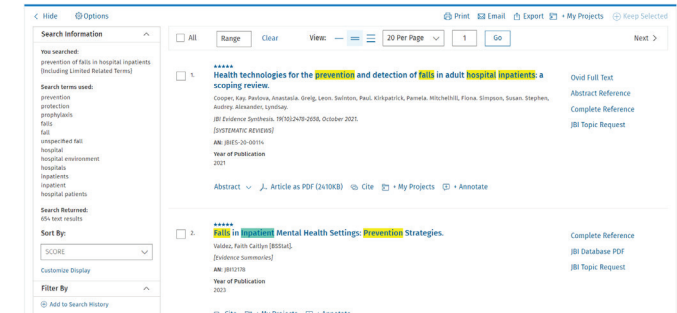 Hide
Options
Print
Email
Export
+ My Projects
Keep Selected
Search Information
You searched:
prevention of falls in hospital inpatients
(Including Limited Related Terms)
Search terms used:
prevention
protection
prophylaxis
falls
fall
unspecified fall
hospital
hospital environment
hospitals
inpatients
inpatient
hospital patients
Search Returned:
654 text results
Sort By:
SCORE
Customize Display
Filter By
Add to Search History
All
Range
Clear
View:
20 Per Page
1
Go
Next >
1.
Health technologies for the prevention and detection of falls in adult hospital inpatients: a
scoping review.
Cooper, Kay. Pavlova, Anastasia. Greig, Leon. Swinton, Paul. Kirkpatrick, Pamela. Mitchelhill, Fiona. Simpson, Susan. Stephen,
Audrey. Alexander, Lyndsay.
JBI Evidence Synthesis. 19(10):2478-2658, October 2021.
[SYSTEMATIC REVIEWS]
AN: JBIES-20-00114
Year of Publication
2021
Abstract
Article as PDF (2410KB)
Cite
+ My Projects
+ Annotate
Ovid Full Text
Abstract Reference
Complete Reference
JBI Topic Request
2.
Falls in Inpatient Mental Health Settings: Prevention Strategies.
Valdez, Faith Caitlyn [BSStat].
[Evidence Summaries]
AN: JBI12178
Year of Publication
2023
Cite
+ My Projects
+ Annotate
Complete Reference
JBI Database PDF
JBI Topic Request